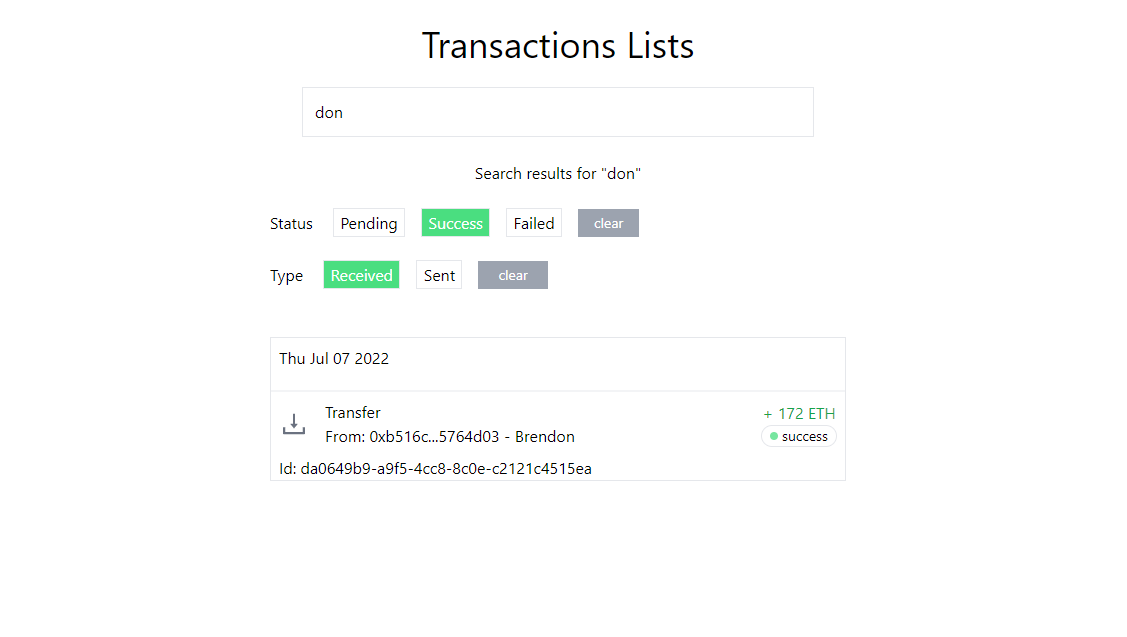 Transactions Lists
don
Search results for "don"
Status Pending Success Failed clear
Type Received Sent clear
Thu Jul 07 2022
Transfer + 172 ETH
From: 0xb516c...5764d03 - Brendon success
Id: da0649b9-a9f5-4cc8-8c0e-c2121c4515ea